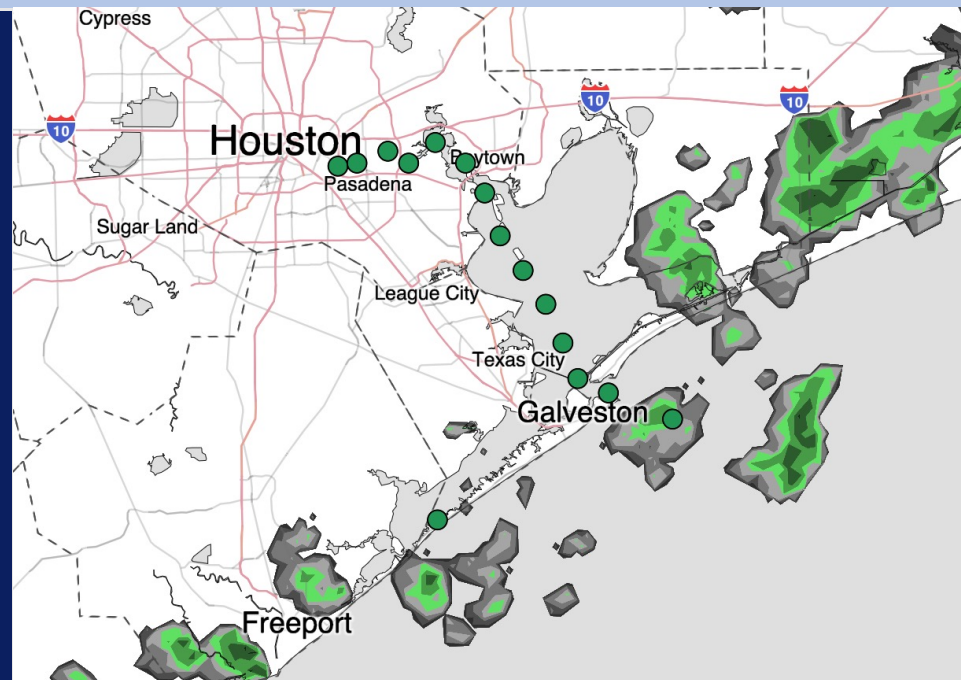 Cypress
10
10
10
Houston
Baytown
Pasadena
Sugar Land
League City
Texas City
Galveston
Freeport